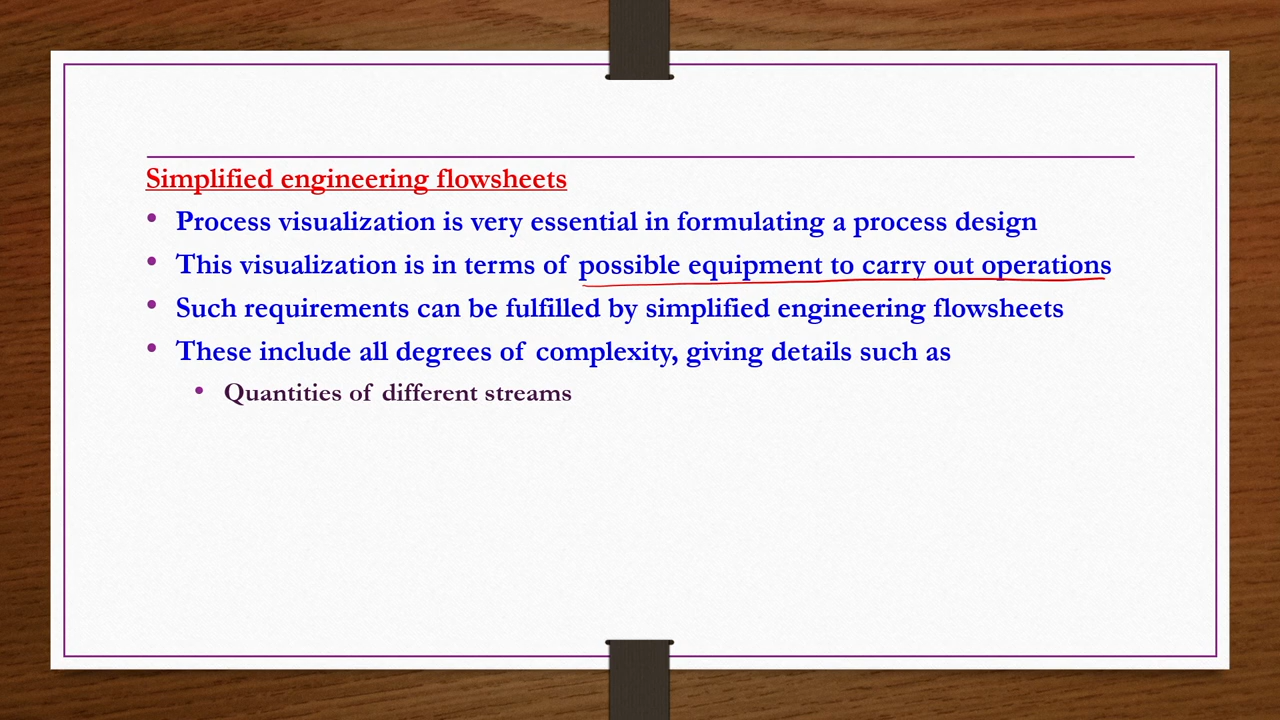 Simplified engineering flowsheets
• Process visualization is very essential in formulating a process design
• This visualization is in terms of possible equipment to carry out operations
• Such requirements can be fulfilled by simplified engineering flowsheets
• These include all degrees of complexity, giving details such as
• Quantities of different streams